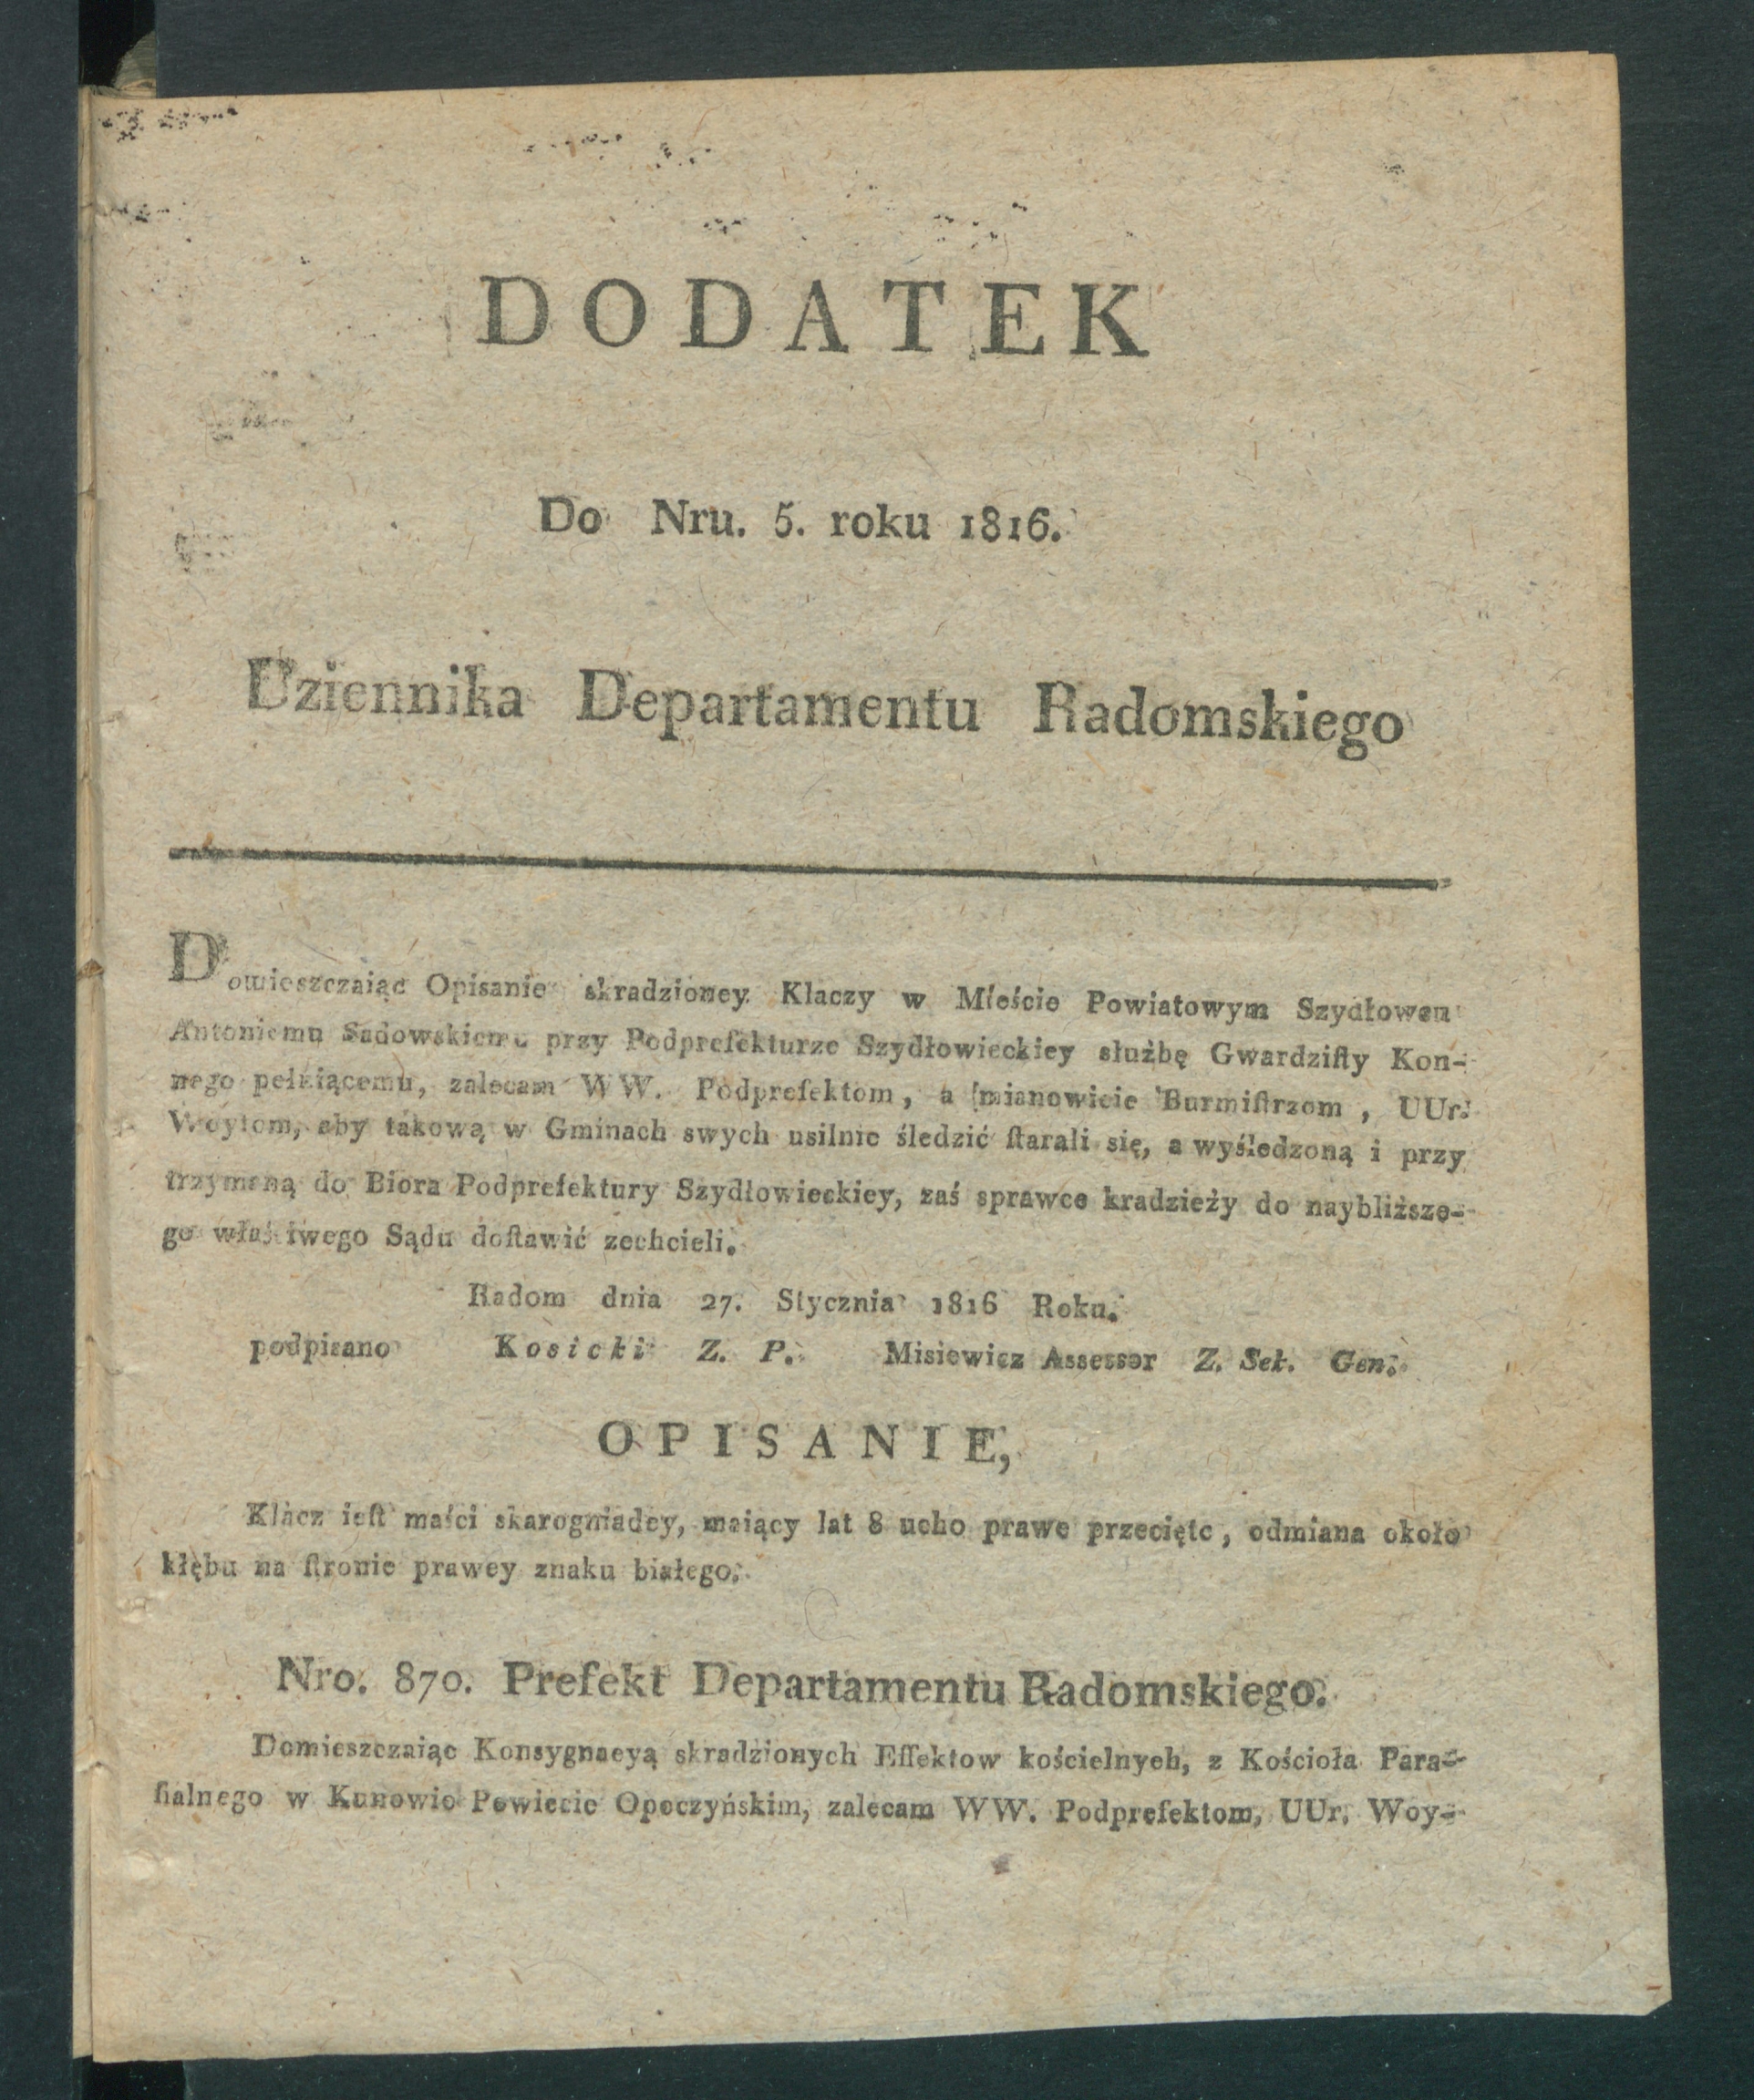 DODATEK
Do Nru. 5. roku 1816.
Dziennika Departamentu Radomskiego
Domieszczaiąc Opisanie skradzioney Klaczy w Mieście Powiatowym Szydłowcu
Antoniemu Sadowskiemu przy Podprefekturze Szydłowieckiey służbę Gwardzisty Kon-
nego pełniącemu, zalecam WW. Podprefektom, a mianowicie Burmistrzom, UUr.
Woytom, aby takową w Gminach swych usilnie śledzić starali się, a wyśledzoną i przy
trzymaną do Biora Podprefektury Szydłowieckiey, zaś sprawce kradzieży do naybliższe-
go właściwego Sądu dostawić zechcieli.
Radom dnia 27. Stycznia 1816 Roku.
podpisano Kosicki Z. P. Misiewicz Assessor Z. Sek. Gen.
OPISANIE,
Klacz iest maści skarogniadey, maiący lat 8 ucho prawe przecięte, odmiana około
kłębu na stronie prawey znaku białego.
Nro. 870. Prefekt Departamentu Radomskiego.
Domieszczaiąc Konsygnacyą skradzionych Effektow kościelnych, z Kościoła Para-
fialnego w Kunowie Powiecie Opoczyńskim, zalecam WW. Podprefektom, UUr. Woy-